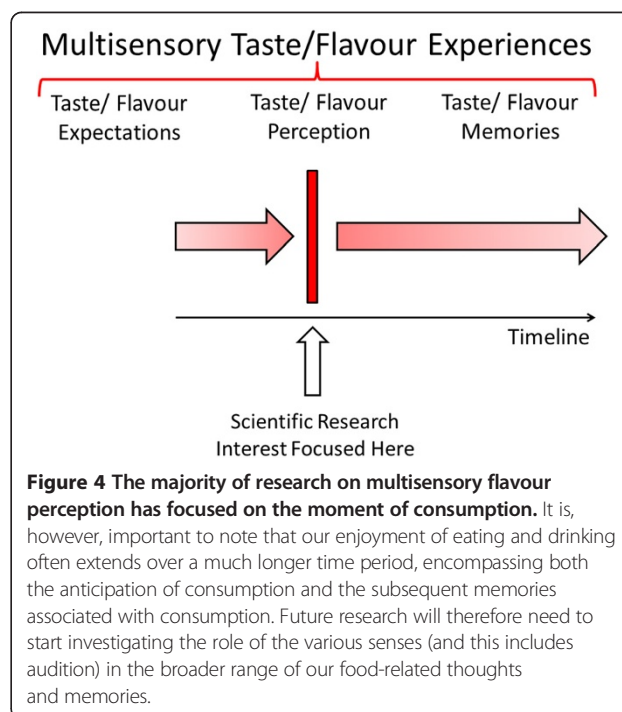 Multisensory Taste/Flavour Experiences
Taste/ Flavour
Expectations
Taste/ Flavour
Perception
Taste/ Flavour
Memories
Timeline
Scientific Research
Interest Focused Here
Figure 4 The majority of research on multisensory flavour
perception has focused on the moment of consumption. It is,
however, important to note that our enjoyment of eating and drinking
often extends over a much longer time period, encompassing both
the anticipation of consumption and the subsequent memories
associated with consumption. Future research will therefore need to
start investigating the role of the various senses (and this includes
audition) in the broader range of our food-related thoughts
and memories.